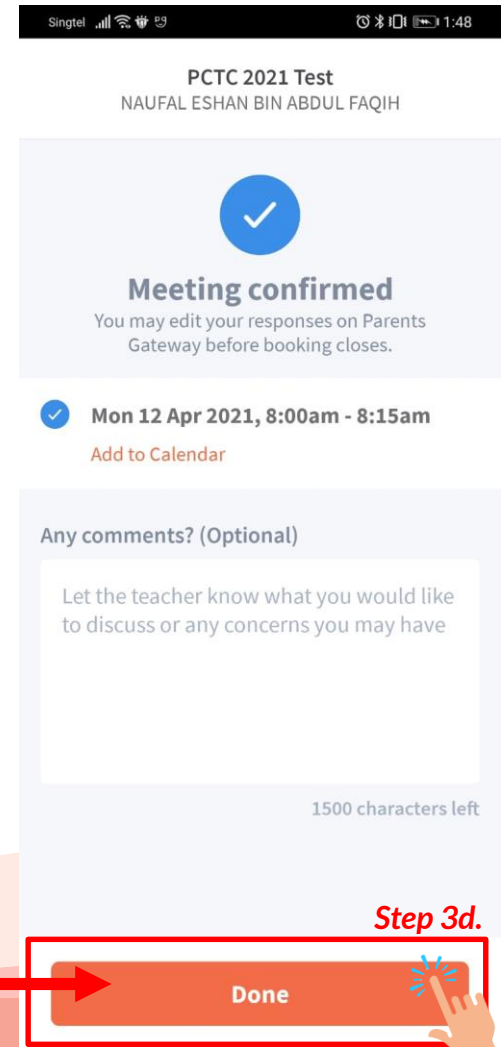 Singtel 1:48
PCTC 2021 Test
NAUFAL ESHAN BIN ABDUL FAQIH
Meeting confirmed
You may edit your responses on Parents
Gateway before booking closes.
Mon 12 Apr 2021, 8:00am - 8:15am
Add to Calendar
Any comments? (Optional)
Let the teacher know what you would like
to discuss or any concerns you may have
1500 characters left
Step 3d.
Done